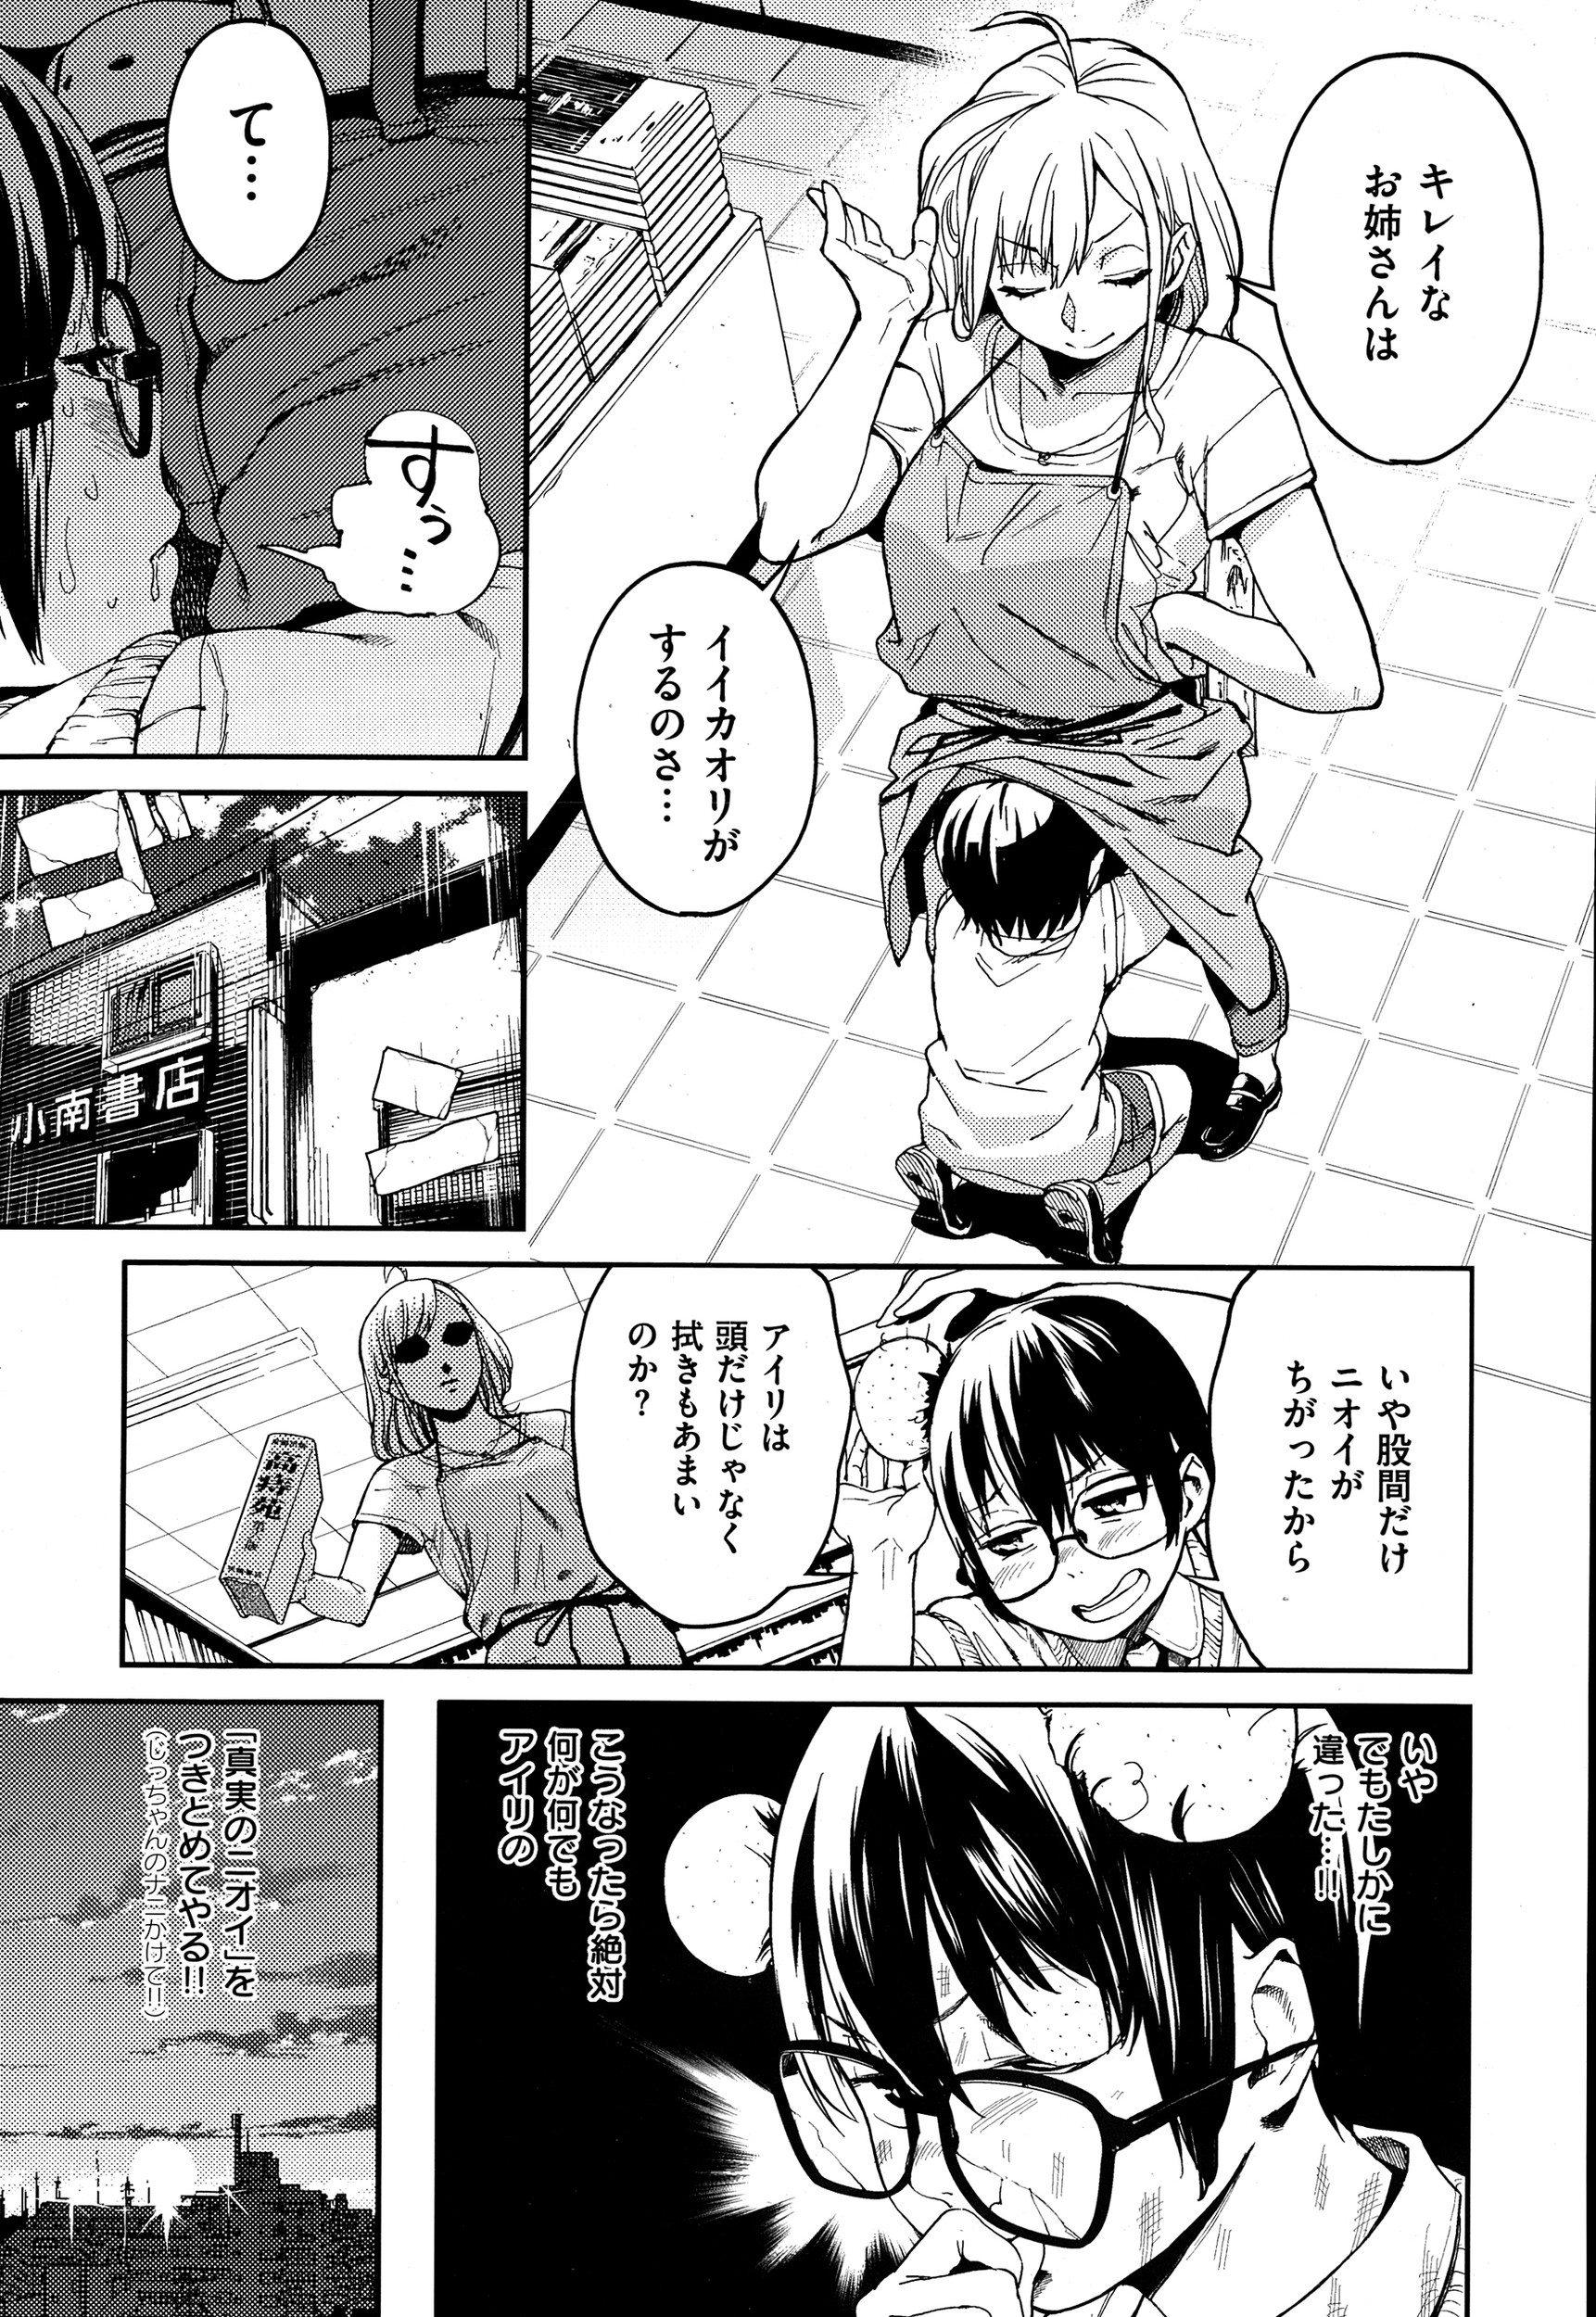 キレイな
お姉さんは
イイカオリが
するのさ…
て…
すぅ…
小南書店
いや股間だけ
ニオイが
ちがったから
アイリは
頭だけじゃなく
拭きもあまい
のか？
いや
でもたしかに
違った…!!
こうなったら絶対
何が何でも
アイリの
「真実のニオイ」を
つきとめてやる!!
(じっちゃんのナニかけて!!)